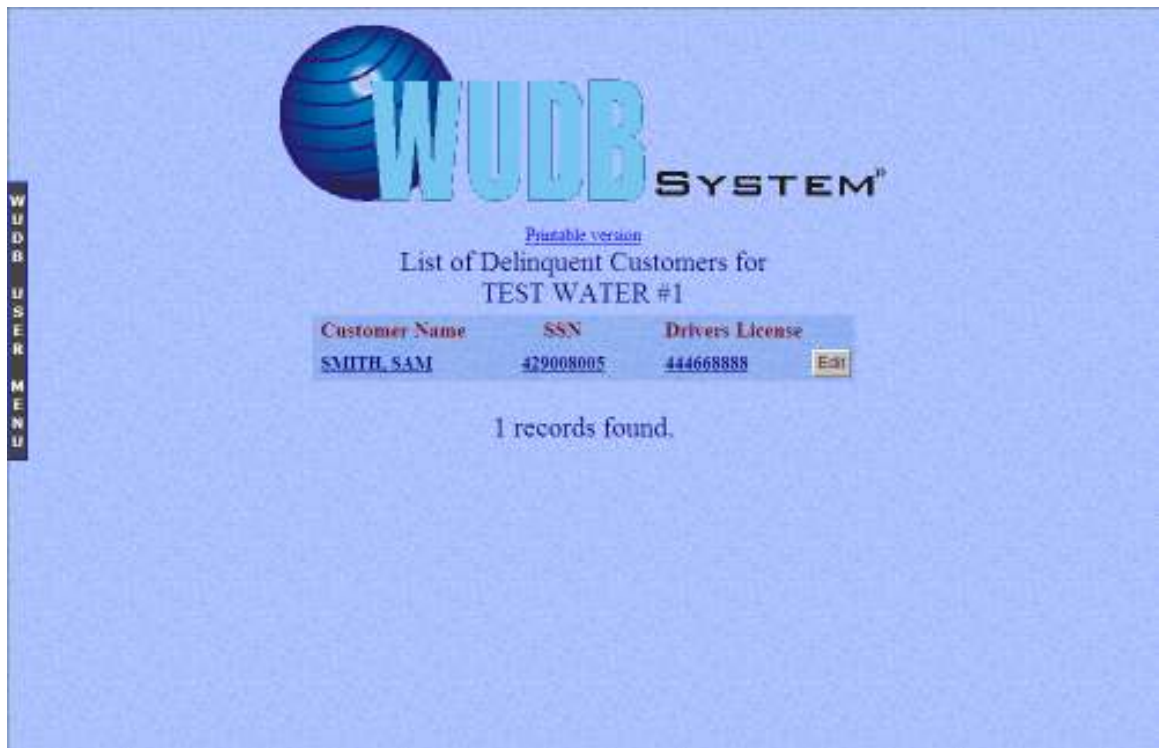 WUDB SYSTEM®
Printable version
List of Delinquent Customers for
TEST WATER #1
Customer Name SSN Drivers License
SMITH, SAM 429008005 444668888 Edit
1 records found.
WUDB USER MENU